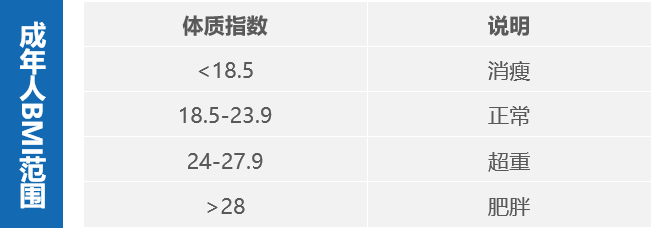 成年人BMI范围
体质指数 说明
<18.5 消瘦
18.5-23.9 正常
24-27.9 超重
>28 肥胖